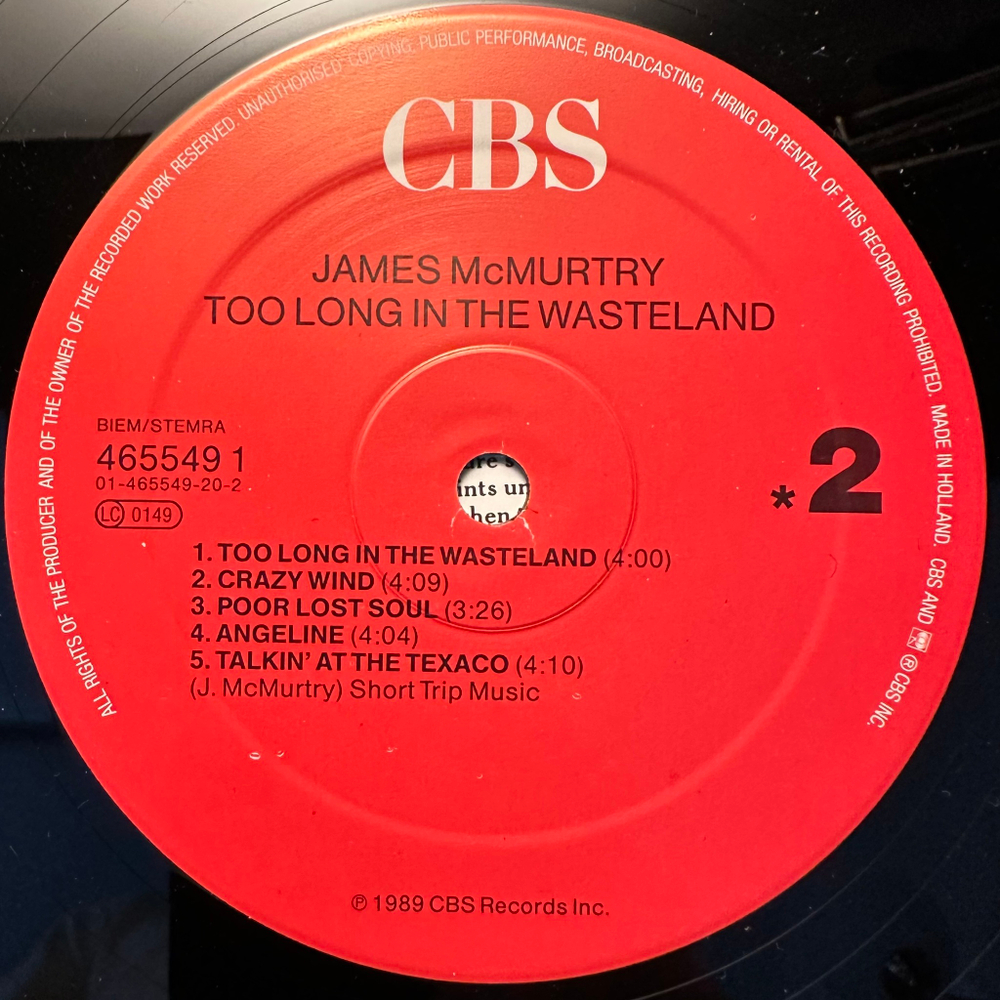 ALL RIGHTS OF THE PRODUCER AND OF THE OWNER OF THE RECORDED WORK RESERVED. UNAUTHORISED COPYING, PUBLIC PERFORMANCE, BROADCASTING, HIRING OR RENTAL OF THIS RECORDING PROHIBITED. MADE IN HOLLAND. CBS AND ® CBS INC.
CBS
JAMES McMURTRY
TOO LONG IN THE WASTELAND
BIEM/STEMRA
465549 1
01-465549-20-2
LC 0149
*2
ints
1. TOO LONG IN THE WASTELAND (4:00)
2. CRAZY WIND (4:09)
3. POOR LOST SOUL (3:26)
4. ANGELINE (4:04)
5. TALKIN' AT THE TEXACO (4:10)
(J. McMurtry) Short Trip Music
℗ 1989 CBS Records Inc.